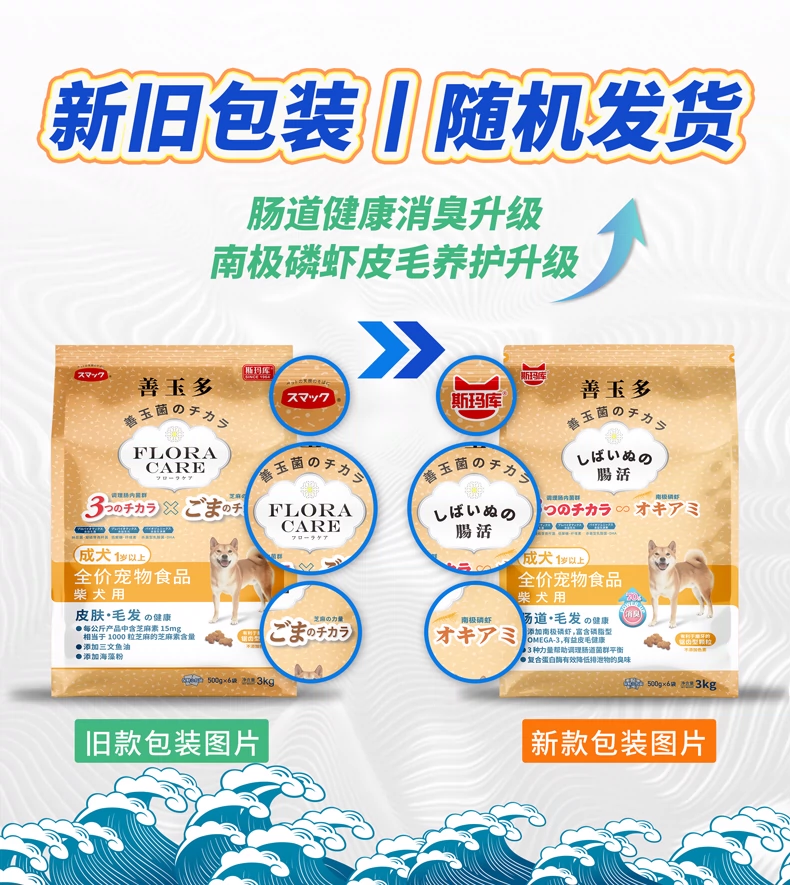 新旧包装丨随机发货
肠道健康消臭升级
南极磷虾皮毛养护升级
スマック
斯玛库
SINCE 1969
善玉多
善玉菌のチカラ
FLORA
CARE
フローラケア
調理肠内菌群
3つのチカラ×ごまのチ
成犬 1岁以上
全价宠物食品
柴犬用
皮肤·毛发 の健康
●每公斤产品中含芝麻素 15mg
相当于 1000 粒芝麻的芝麻素含量
●添加三文鱼油
●添加海藻粉
500g×6袋
3kg
スマック
善玉菌のチカラ
FLORA
CARE
フローラケア
芝麻の力量
ごまのチカラ
斯玛库
善玉菌のチカラ
しばいぬの
腸活
南极磷虾
オキアミ
斯玛库
善玉多
善玉菌のチカラ
しばいぬの
腸活
南极磷虾
つのチカラ∞オキアミ
成犬 1岁以上
全价宠物食品
柴犬用
消臭
肠道·毛发 の健康
添加南极磷虾,富含磷脂型
OMEGA-3,有益皮毛健康
3种力量帮助调理肠道菌群平衡
●复合蛋白酶有效降低排泄物的臭味
500g×6袋
3kg
旧款包装图片
新款包装图片